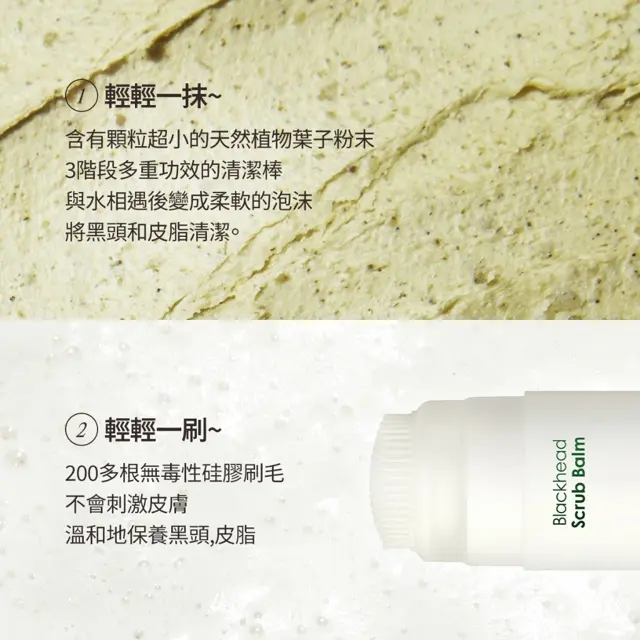 1 輕輕一抹~
含有顆粒超小的天然植物葉子粉末
3階段多重功效的清潔棒
與水相遇後變成柔軟的泡沫
將黑頭和皮脂清潔。
2 輕輕一刷~
200多根無毒性硅膠刷毛
不會刺激皮膚
溫和地保養黑頭,皮脂
Blackhead
Scrub Balm